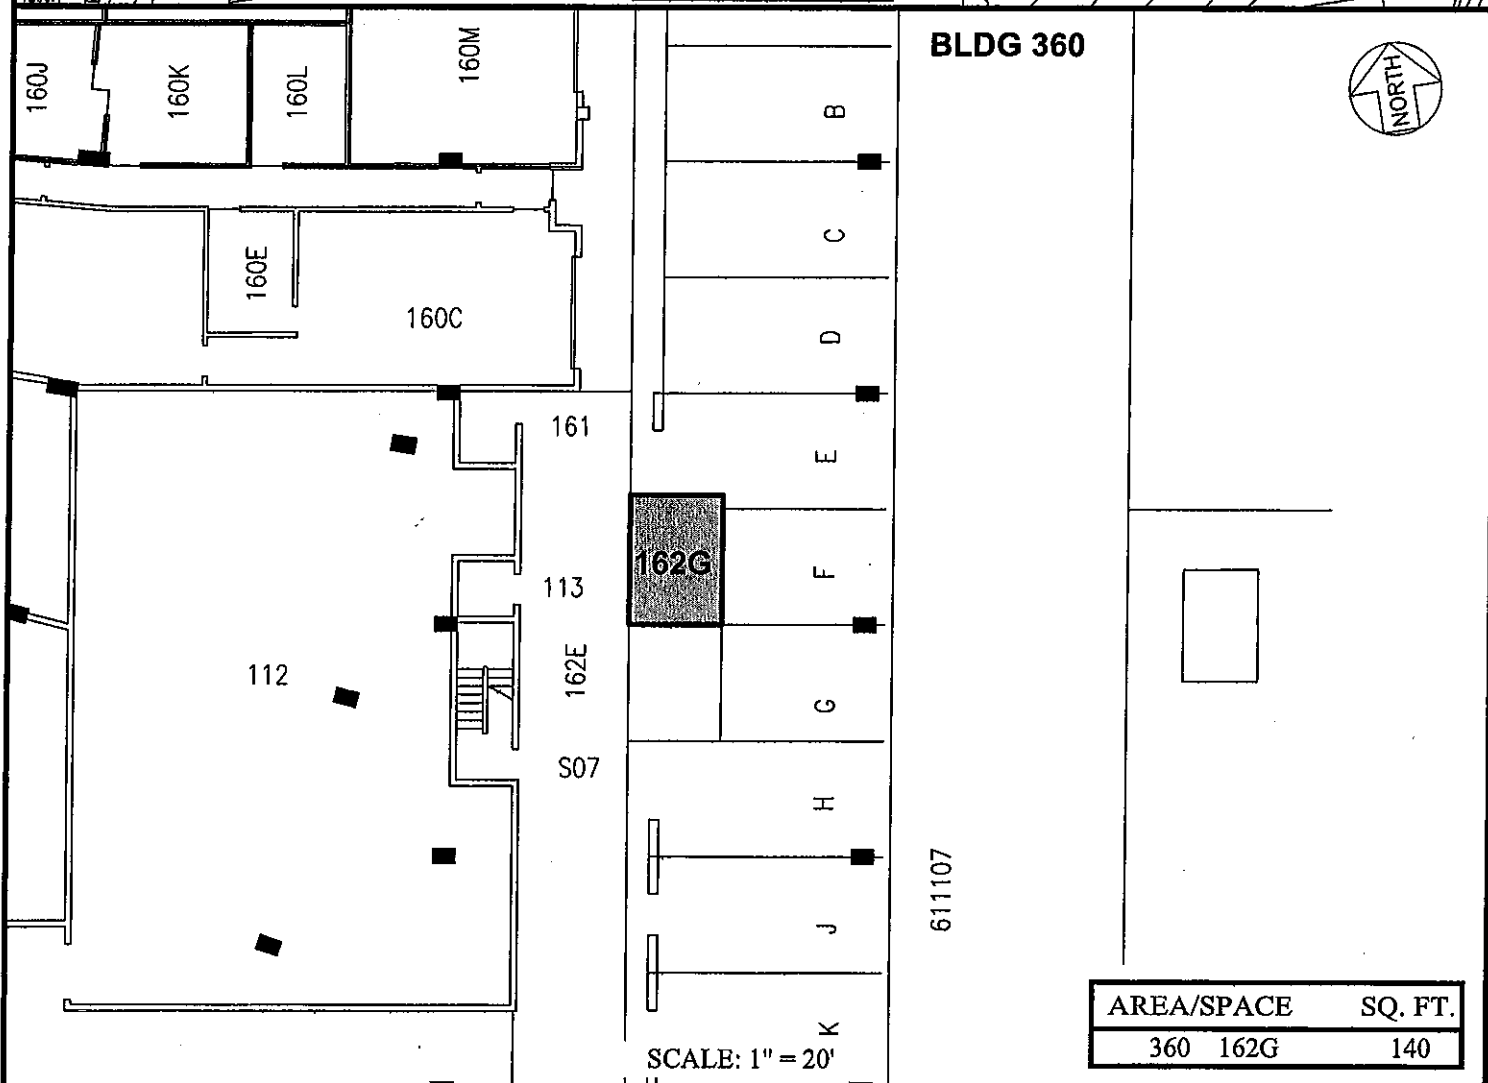 BLDG 360
NORTH
160J
160K
160L
160M
B
C
160E
160C
D
161
E
162G
113
F
112
162E
G
S07
H
611107
J
K
SCALE: 1" = 20'
AREA/SPACE SQ. FT.
360 162G 140